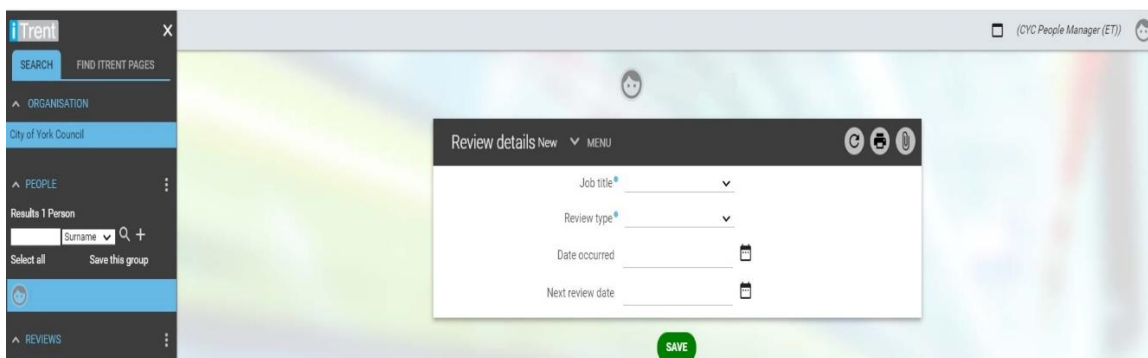 iTrent
X
(CYC People Manager (ET))
SEARCH FIND ITRENT PAGES
ORGANISATION
City of York Council
PEOPLE
Results 1 Person
Surname
Select all Save this group
REVIEWS
Review details New MENU
Job title
Review type
Date occurred
Next review date
SAVE